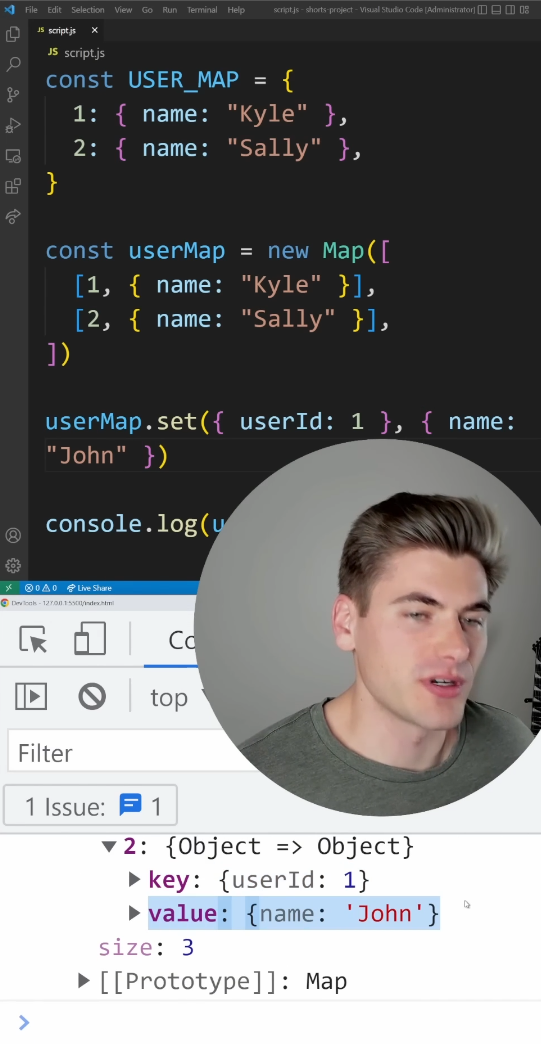 File Edit Selection View Go Run Terminal Help script.js - shorts-project - Visual Studio Code [Administrator]
JS script.js ×
JS script.js
const USER_MAP = {
1: { name: "Kyle" },
2: { name: "Sally" },
}
const userMap = new Map([
[1, { name: "Kyle" }],
[2, { name: "Sally" }],
])
userMap.set({ userId: 1 }, { name:
"John" })
console.log(u
0 0 Live Share
DevTools - 127.0.0.1:5500/index.html
Co
top
Filter
1 Issue: 1
2: {Object => Object}
key: {userId: 1}
value: {name: 'John'}
size: 3
[[Prototype]]: Map